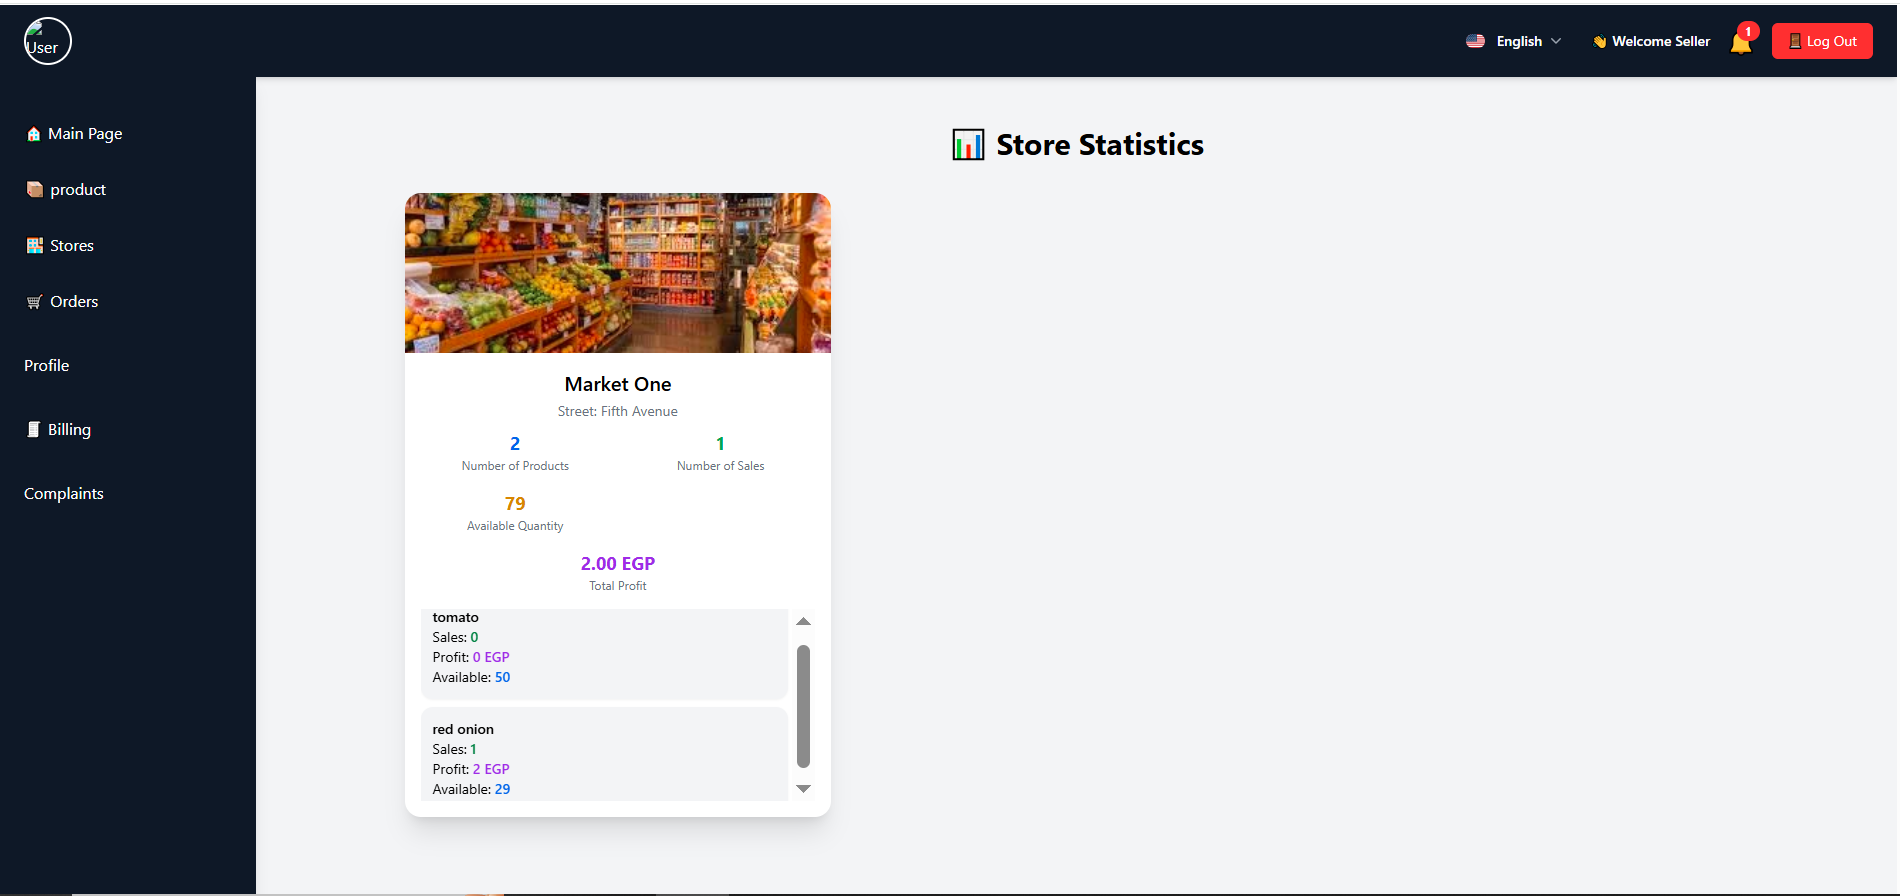 User
English
Welcome Seller
1
Log Out
Main Page
product
Stores
Orders
Profile
Billing
Complaints
Store Statistics
Market One
Street: Fifth Avenue
2
Number of Products
1
Number of Sales
79
Available Quantity
2.00 EGP
Total Profit
tomato
Sales: 0
Profit: 0 EGP
Available: 50
red onion
Sales: 1
Profit: 2 EGP
Available: 29